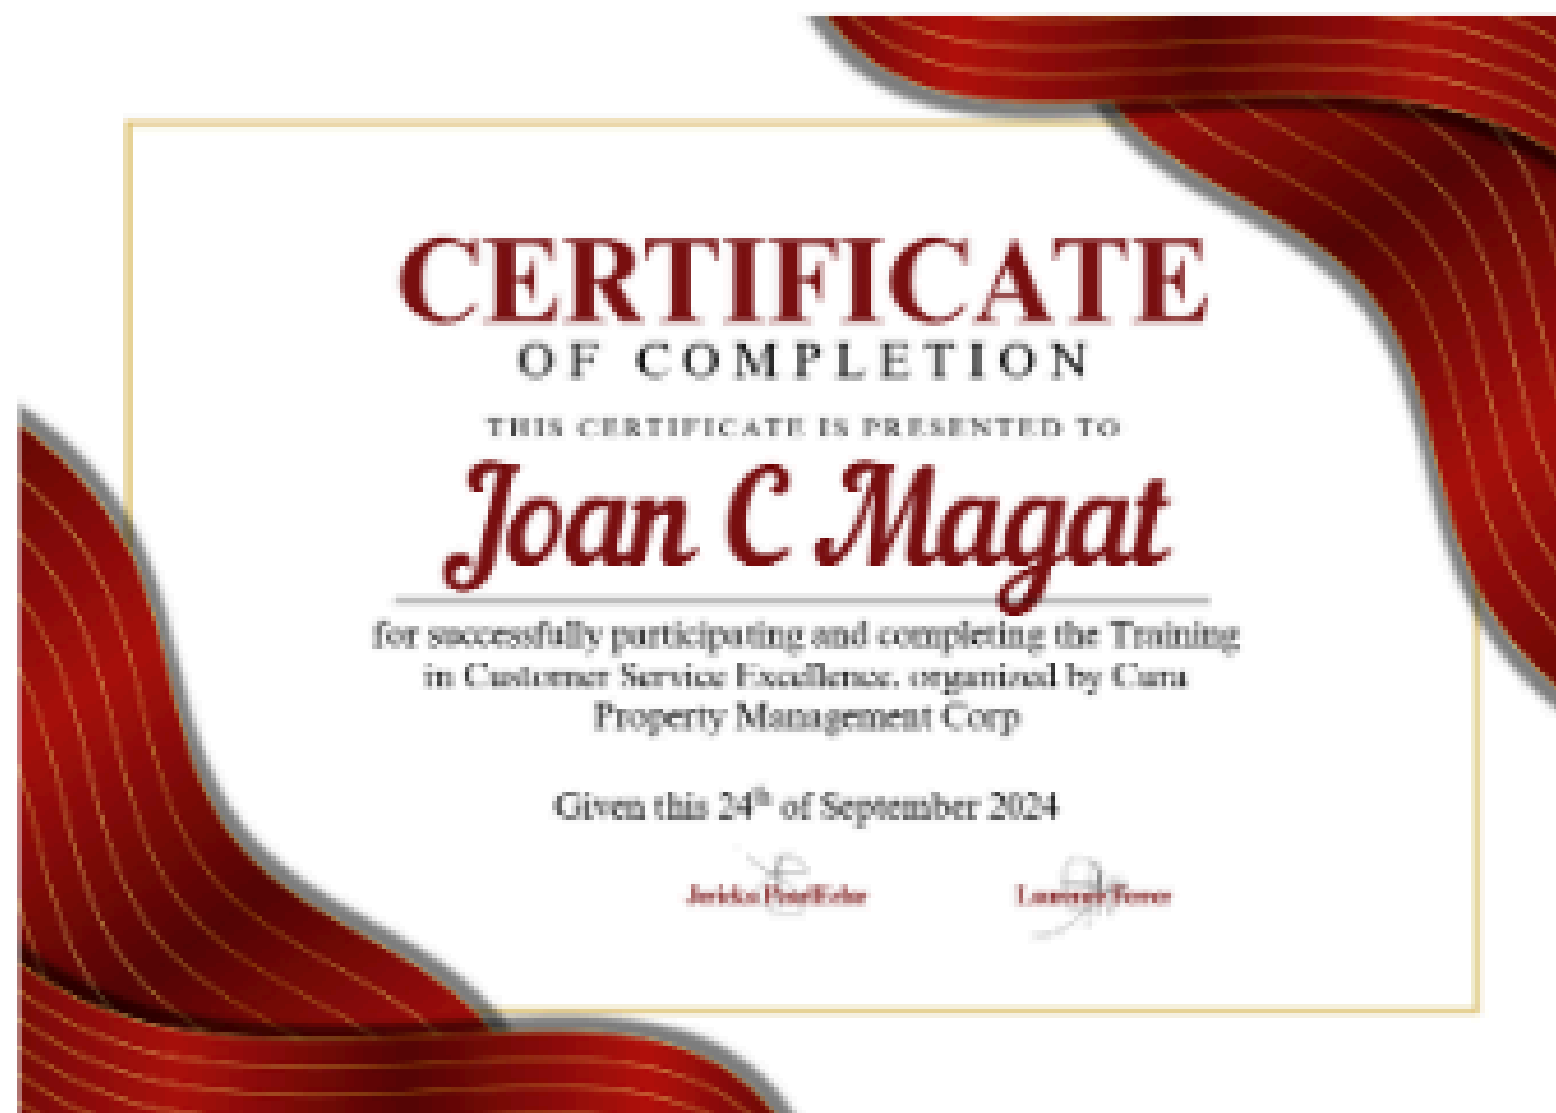 CERTIFICATE
OF COMPLETION
THIS CERTIFICATE IS PRESENTED TO
Joan C Magat
for successfully participating and completing the Training
in Customer Service Excellence, organized by Cura
Property Management Corp
Given this 24th of September 2024